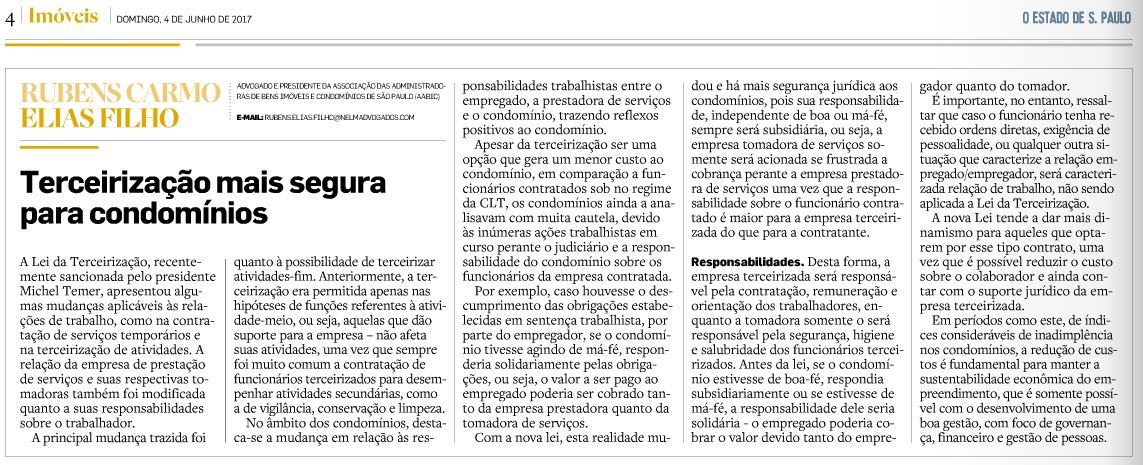 4 Imóveis DOMINGO, 4 DE JUNHO DE 2017
O ESTADO DE S. PAULO
RUBENS CARMO
ELIAS FILHO
ADVOGADO E PRESIDENTE DA ASSOCIAÇÃO DAS ADMINISTRADO-
RAS DE BENS IMÓVEIS E CONDOMÍNIOS DE SÃO PAULO (AABIC)
E-MAIL: RUBENS.ELIAS.FILHO@NELMADVOGADOS.COM
Terceirização mais segura
para condomínios
A Lei da Terceirização, recente-
mente sancionada pelo presidente
Michel Temer, apresentou algu-
mas mudanças aplicáveis às rela-
ções de trabalho, como na contra-
tação de serviços temporários e
na terceirização de atividades. A
relação da empresa de prestação
de serviços e suas respectivas to-
madoras também foi modificada
quanto a suas responsabilidades
sobre o trabalhador.
A principal mudança trazida foi
quanto à possibilidade de terceirizar
atividades-fim. Anteriormente, a ter-
ceirização era permitida apenas nas
hipóteses de funções referentes à ativi-
dade-meio, ou seja, aquelas que dão
suporte para a empresa – não afeta
suas atividades, uma vez que sempre
foi muito comum a contratação de
funcionários terceirizados para desem-
penhar atividades secundárias, como
a de vigilância, conservação e limpeza.
No âmbito dos condomínios, desta-
ca-se a mudança em relação às res-
ponsabilidades trabalhistas entre o
empregado, a prestadora de serviços
e o condomínio, trazendo reflexos
positivos ao condomínio.
Apesar da terceirização ser uma
opção que gera um menor custo ao
condomínio, em comparação a fun-
cionários contratados sob no regime
da CLT, os condomínios ainda a ana-
lisavam com muita cautela, devido
às inúmeras ações trabalhistas em
curso perante o judiciário e a respon-
sabilidade do condomínio sobre os
funcionários da empresa contratada.
Por exemplo, caso houvesse o des-
cumprimento das obrigações estabe-
lecidas em sentença trabalhista, por
parte do empregador, se o condomí-
nio tivesse agindo de má-fé, respon-
deria solidariamente pelas obriga-
ções, ou seja, o valor a ser pago ao
empregado poderia ser cobrado tan-
to da empresa prestadora quanto da
tomadora de serviços.
Com a nova lei, esta realidade mu-
dou e há mais segurança jurídica aos
condomínios, pois sua responsabilida-
de, independente de boa ou má-fé,
sempre será subsidiária, ou seja, a
empresa tomadora de serviços so-
mente será acionada se frustrada a
cobrança perante a empresa prestado-
ra de serviços uma vez que a respon-
sabilidade sobre o funcionário contra-
tado é maior para a empresa terceiri-
zada do que para a contratante.
Responsabilidades. Desta forma, a
empresa terceirizada será responsá-
vel pela contratação, remuneração e
orientação dos trabalhadores, en-
quanto a tomadora somente o será
responsável pela segurança, higiene
e salubridade dos funcionários tercei-
rizados. Antes da lei, se o condomí-
nio estivesse de boa-fé, respondia
subsidiariamente ou se estivesse de
má-fé, a responsabilidade dele seria
solidária - o empregado poderia co-
brar o valor devido tanto do empre-
gador quanto do tomador.
É importante, no entanto, ressal-
tar que caso o funcionário tenha re-
cebido ordens diretas, exigência de
pessoalidade, ou qualquer outra si-
tuação que caracterize a relação em-
pregado/empregador, será caracteri-
zada relação de trabalho, não sendo
aplicada a Lei da Terceirização.
A nova Lei tende a dar mais di-
namismo para aqueles que opta-
rem por esse tipo contrato, uma
vez que é possível reduzir o custo
sobre o colaborador e ainda con-
tar com o suporte jurídico da em-
presa terceirizada.
Em períodos como este, de índi-
ces consideráveis de inadimplência
nos condomínios, a redução de cus-
tos é fundamental para manter a
sustentabilidade econômica do em-
preendimento, que é somente possí-
vel com o desenvolvimento de uma
boa gestão, com foco de governan-
ça, financeiro e gestão de pessoas.